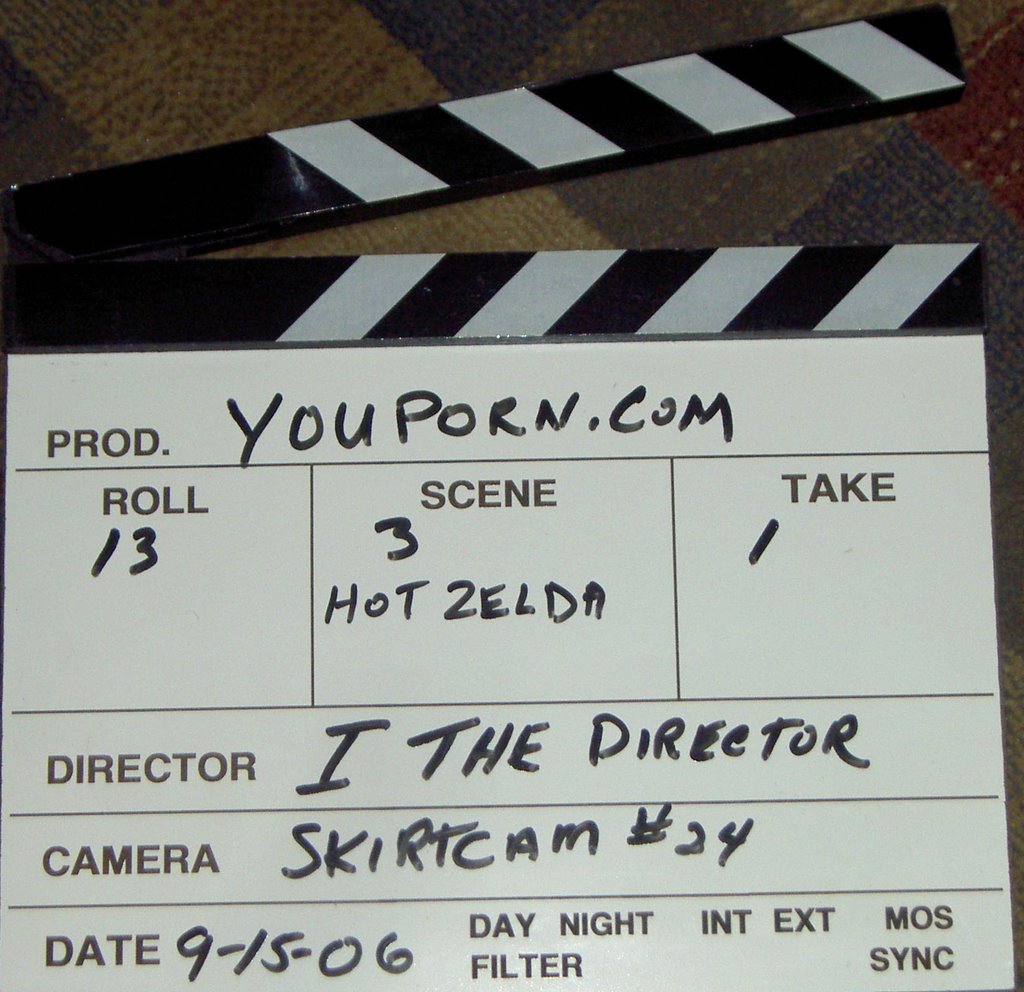 PROD. YOUPORN.COM
ROLL SCENE TAKE
13 3 1
HOT ZELDA
DIRECTOR I THE DIRECTOR
CAMERA SKIRTCAM #24
DAY NIGHT INT EXT MOS
DATE 9-15-06
FILTER SYNC